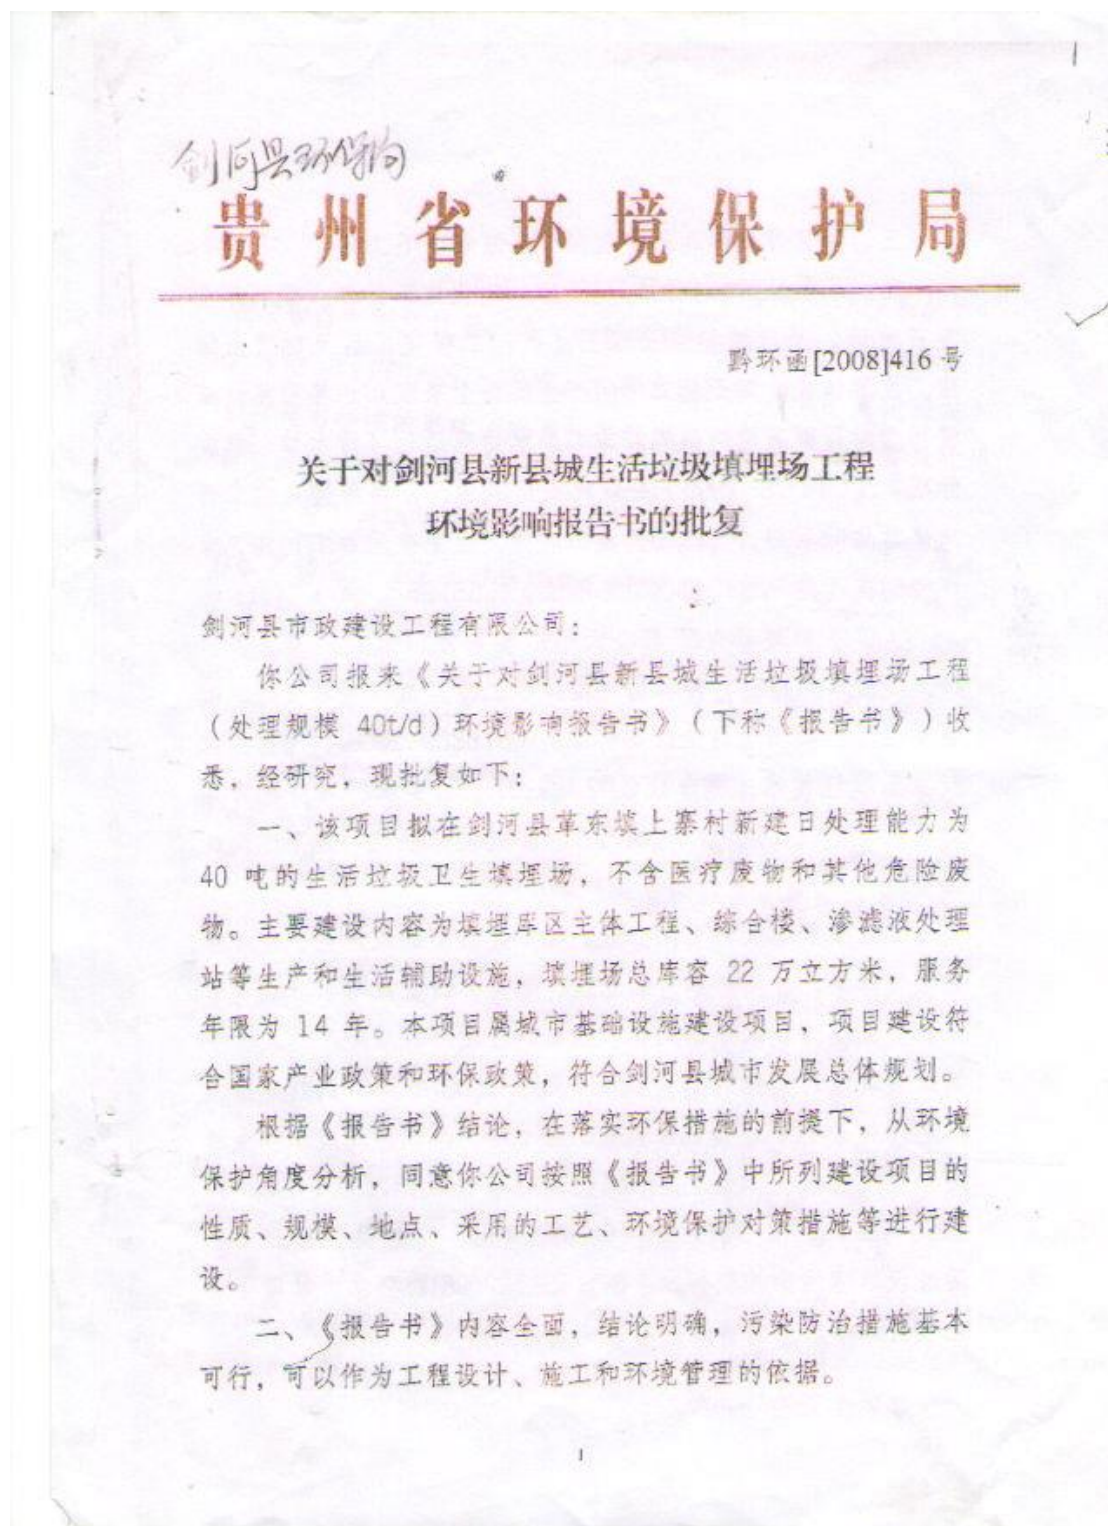 剑河县环保局
贵州省环境保护局
黔环函[2008]416号
关于对剑河县新县城生活垃圾填埋场工程
环境影响报告书的批复
剑河县市政建设工程有限公司：
你公司报来《关于对剑河县新县城生活垃圾填埋场工程
（处理规模 40t/d）环境影响报告书》（下称《报告书》）收
悉，经研究，现批复如下：
一、该项目拟在剑河县革东镇上寨村新建日处理能力为
40 吨的生活垃圾卫生填埋场，不含医疗废物和其他危险废
物。主要建设内容为填埋库区主体工程、综合楼、渗滤液处理
站等生产和生活辅助设施，填埋场总库容 22 万立方米，服务
年限为 14 年。本项目属城市基础设施建设项目，项目建设符
合国家产业政策和环保政策，符合剑河县城市发展总体规划。
根据《报告书》结论，在落实环保措施的前提下，从环境
保护角度分析，同意你公司按照《报告书》中所列建设项目的
性质、规模、地点、采用的工艺、环境保护对策措施等进行建
设。
二、《报告书》内容全面，结论明确，污染防治措施基本
可行，可以作为工程设计、施工和环境管理的依据。
1